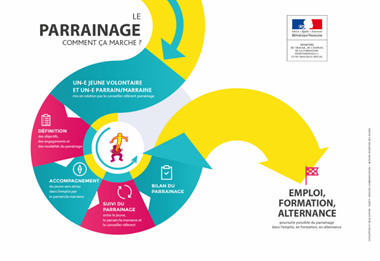 LE
PARRAINAGE
COMMENT ÇA MARCHE ?
UN-E JEUNE VOLONTAIRE
ET UN-E PARRAIN/MARRAINE
mis en relation par le conseiller référent parrainage
DÉFINITION
des objectifs,
des engagements et
des modalités de parrainage
ACCOMPAGNEMENT
du jeune vers et/ou
dans l'emploi par
le parrain/la marraine
SUIVI DU
PARRAINAGE
entre le jeune,
le parrain/la marraine et
le conseiller référent
BILAN DU
PARRAINAGE
EMPLOI,
FORMATION,
ALTERNANCE
poursuite possible du parrainage
dans l'emploi, en formation, en alternance
RÉPUBLIQUE FRANÇAISE
MINISTÈRE
DU TRAVAIL, DE L'EMPLOI,
DE LA FORMATION
PROFESSIONNELLE
ET DU DIALOGUE SOCIAL